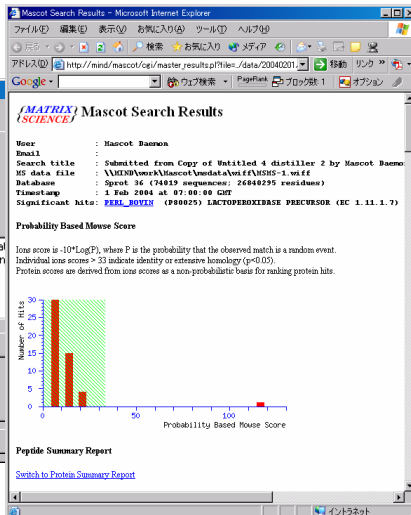 Mascot Search Results - Microsoft Internet Explorer
ファイル(F) 編集(E) 表示(V) お気に入り(A) ツール(T) ヘルプ(H)
戻る 検索 お気に入り メディア
アドレス(D) http://mind/mascot/cgi/master_results.pl?file=../data/20040201. 移動 リンク »
Google ウェブ検索 PageRank ブロック数: 1 オプション
{MATRIX SCIENCE} Mascot Search Results
User : Mascot Daemon
Email :
Search title : Submitted from Copy of Untitled 4 distiller 2 by Mascot Daemo
MS data file : \\MIND\work\Mascot\msdata\wiff\MSMS-1.wiff
Database : Sprot 36 (74019 sequences; 26840295 residues)
Timestamp : 1 Feb 2004 at 07:00:00 GMT
Significant hits: PERL_BOVIN (P80025) LACTOPEROXIDASE PRECURSOR (EC 1.11.1.7)
Probability Based Mowse Score
Ions score is -10*Log(P), where P is the probability that the observed match is a random event.
Individual ions scores > 33 indicate identity or extensive homology (p<0.05).
Protein scores are derived from ions scores as a non-probabilistic basis for ranking protein hits.
Number of Hits
30
25
20
15
10
5
0
0 50 100
Probability Based Mowse Score
Peptide Summary Report
Switch to Protein Summary Report
イントラネット